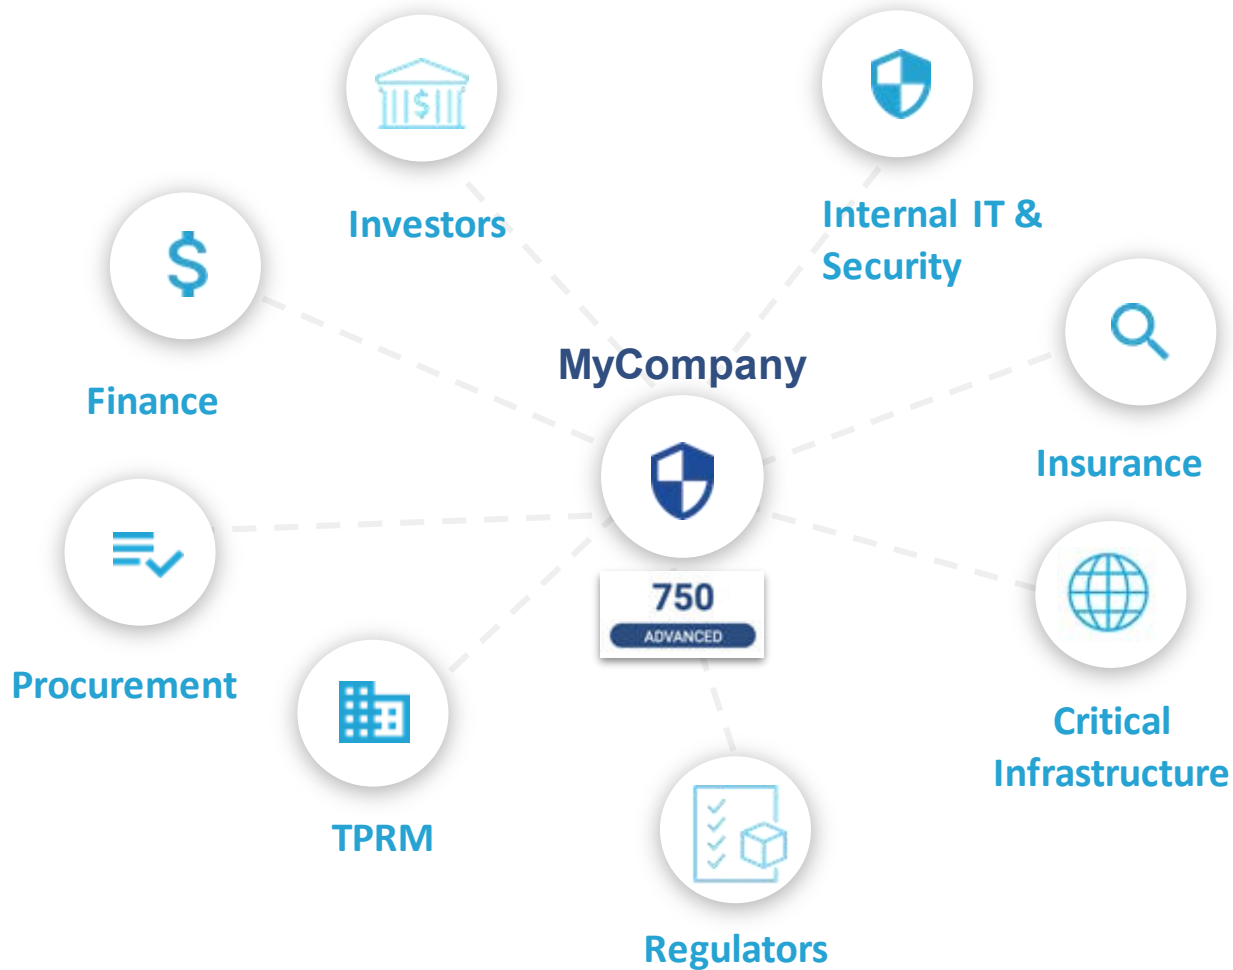 Investors
Internal IT &
Security
MyCompany
Finance
Insurance
750
ADVANCED
Procurement
Critical
Infrastructure
TPRM
Regulators